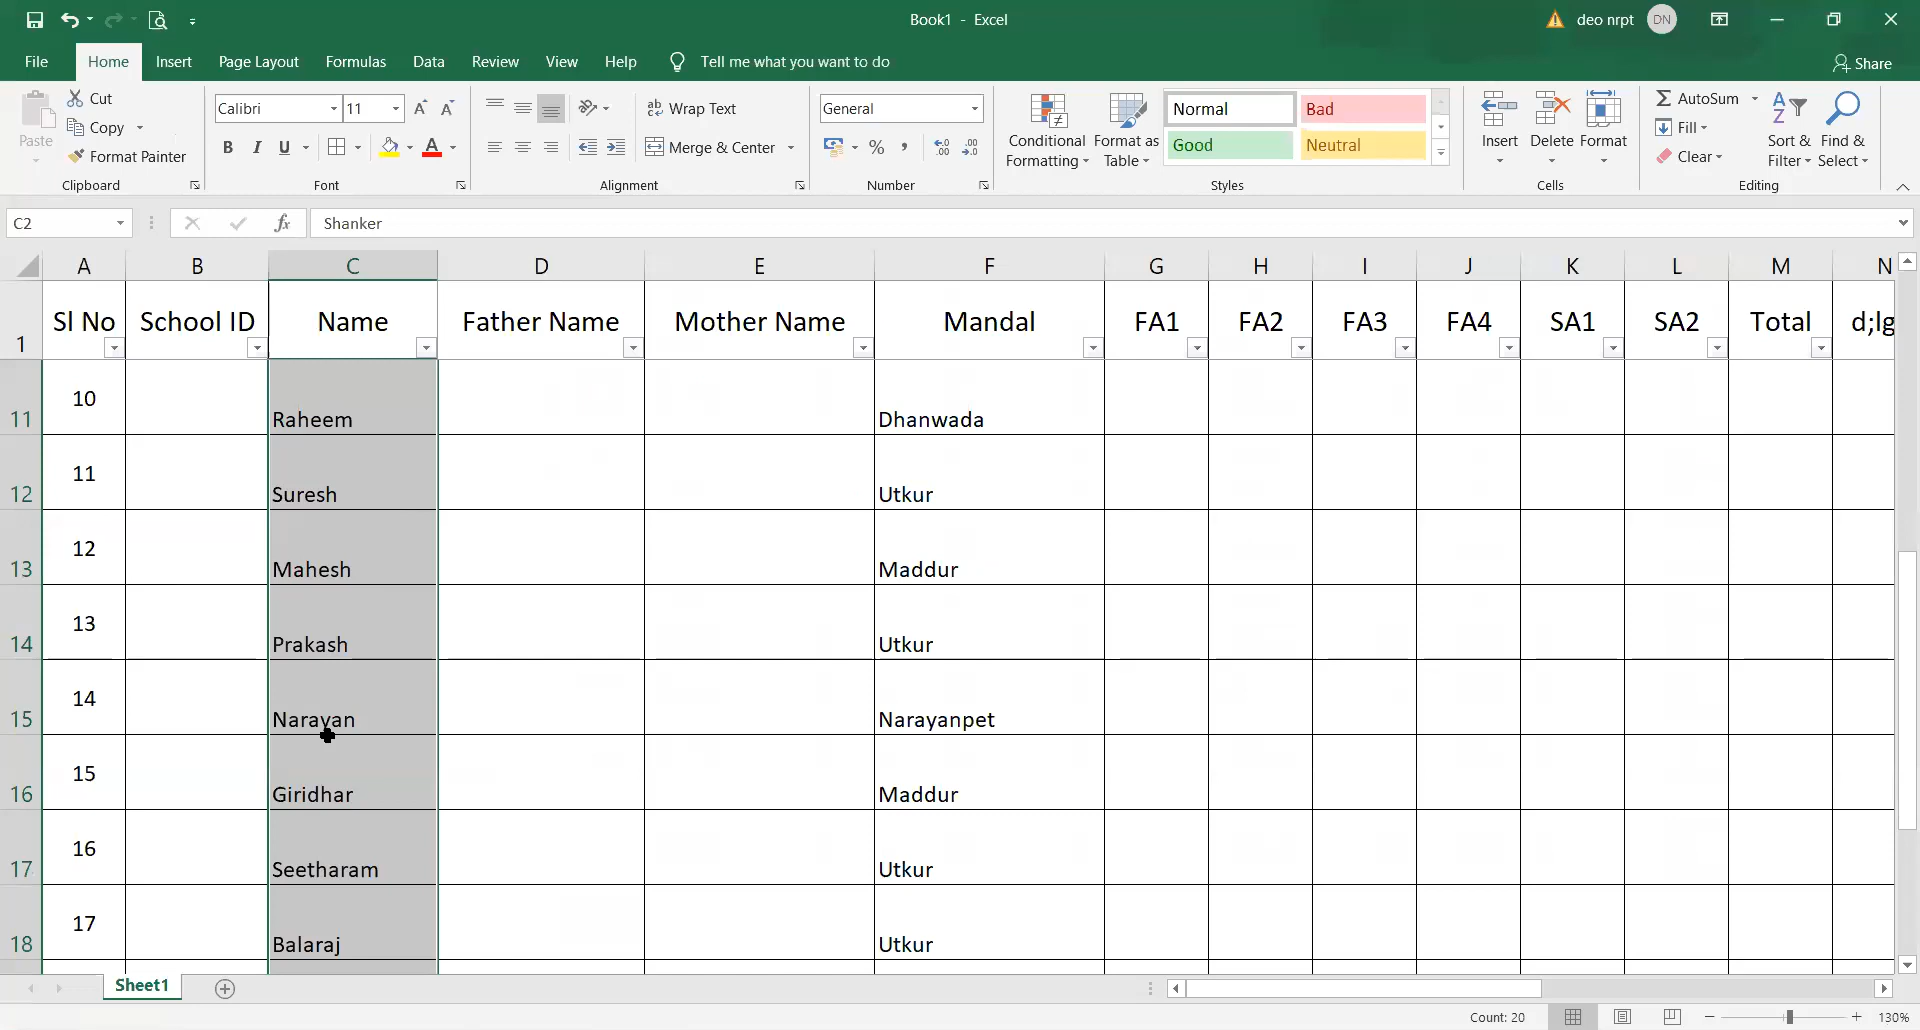 Book1 - Excel
deo nrpt
DN
File Home Insert Page Layout Formulas Data Review View Help Tell me what you want to do
Share
Paste
Cut
Copy
Format Painter
Clipboard
Calibri 11
B I U
Font
Wrap Text
Merge & Center
Alignment
General
Number
Conditional Formatting
Format as Table
Normal Bad
Good Neutral
Styles
Insert Delete Format
Cells
AutoSum
Fill
Clear
Sort & Filter
Find & Select
Editing
C2 fx Shanker
A B C D E F G H I J K L M N
1 Sl No School ID Name Father Name Mother Name Mandal FA1 FA2 FA3 FA4 SA1 SA2 Total d;lg
11 10 Raheem Dhanwada
12 11 Suresh Utkur
13 12 Mahesh Maddur
14 13 Prakash Utkur
15 14 Narayan Narayanpet
16 15 Giridhar Maddur
17 16 Seetharam Utkur
18 17 Balaraj Utkur
Sheet1
Count: 20
130%